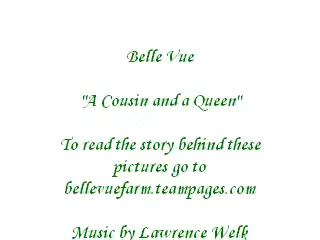 Belle Vue
"A Cousin and a Queen"
To read the story behind these
pictures go to
bellevuefarm.teampages.com
Music by Lawrence Welk